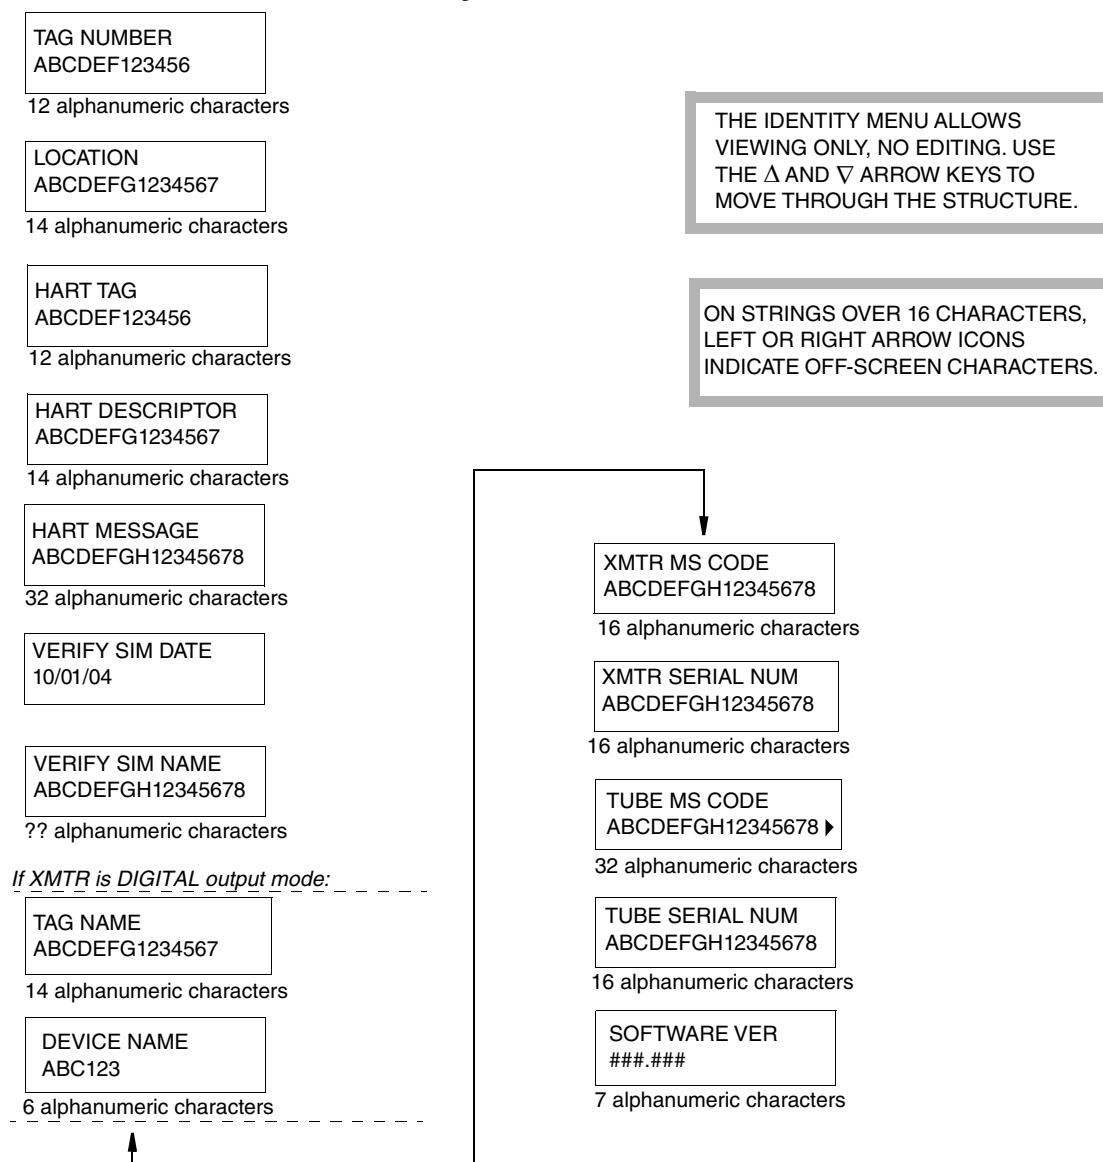 TAG NUMBER
ABCDEF123456
12 alphanumeric characters
LOCATION
ABCDEFG1234567
14 alphanumeric characters
HART TAG
ABCDEF123456
12 alphanumeric characters
HART DESCRIPTOR
ABCDEFG1234567
14 alphanumeric characters
HART MESSAGE
ABCDEFGH12345678
32 alphanumeric characters
VERIFY SIM DATE
10/01/04
VERIFY SIM NAME
ABCDEFGH12345678
?? alphanumeric characters
If XMTR is DIGITAL output mode:
TAG NAME
ABCDEFG1234567
14 alphanumeric characters
DEVICE NAME
ABC123
6 alphanumeric characters
THE IDENTITY MENU ALLOWS
VIEWING ONLY, NO EDITING. USE
THE Δ AND ∇ ARROW KEYS TO
MOVE THROUGH THE STRUCTURE.
ON STRINGS OVER 16 CHARACTERS,
LEFT OR RIGHT ARROW ICONS
INDICATE OFF-SCREEN CHARACTERS.
XMTR MS CODE
ABCDEFGH12345678
16 alphanumeric characters
XMTR SERIAL NUM
ABCDEFGH12345678
16 alphanumeric characters
TUBE MS CODE
ABCDEFGH12345678
32 alphanumeric characters
TUBE SERIAL NUM
ABCDEFGH12345678
16 alphanumeric characters
SOFTWARE VER
###.###
7 alphanumeric characters